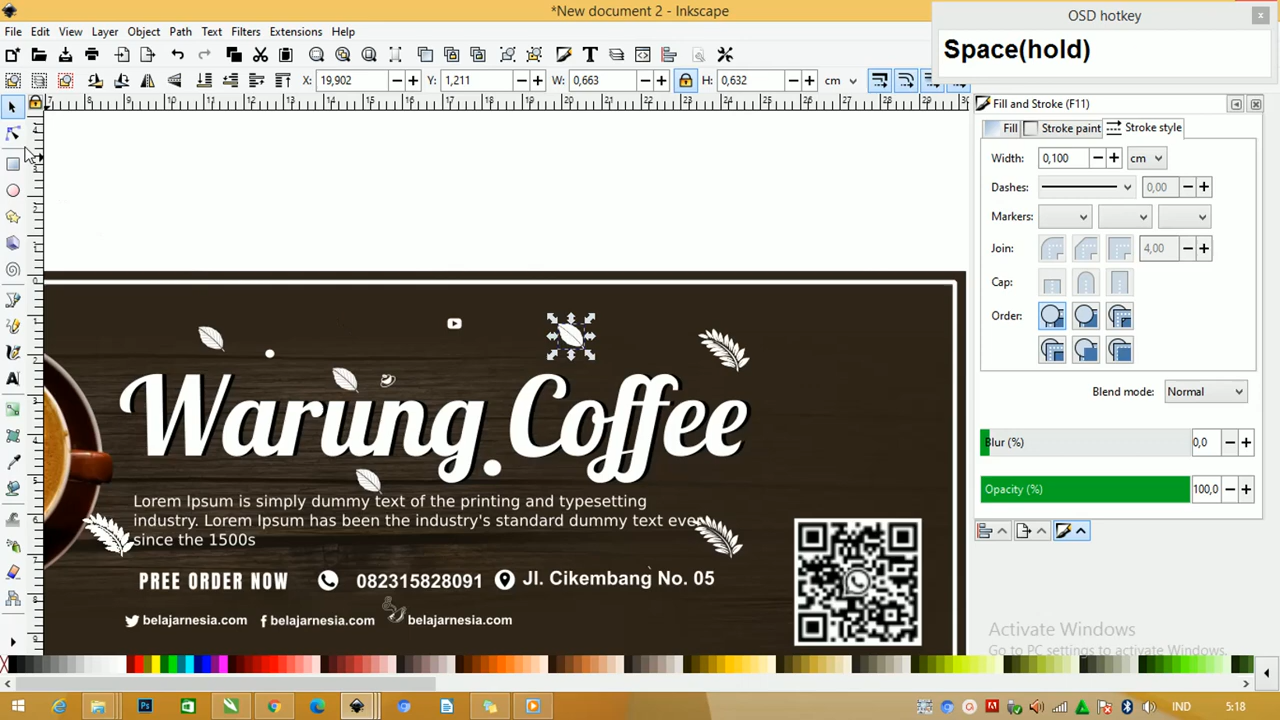 *New document 2 - Inkscape
OSD hotkey
Space(hold)
File Edit View Layer Object Path Text Filters Extensions Help
X: 19,902 Y: 1,211 W: 0,663 H: 0,632 cm
Fill and Stroke (F11)
Fill Stroke paint Stroke style
Width: 0,100 cm
Dashes: 0,00
Markers:
Join: 4,00
Cap:
Order:
Blend mode: Normal
Blur (%) 0,0
Opacity (%) 100,0
Warung Coffee
Lorem Ipsum is simply dummy text of the printing and typesetting
industry. Lorem Ipsum has been the industry's standard dummy text ever
since the 1500s
PREE ORDER NOW 082315828091 Jl. Cikembang No. 05
belajarnesia.com belajarnesia.com belajarnesia.com
Activate Windows
Go to PC settings to activate Windows.
IND 5:18